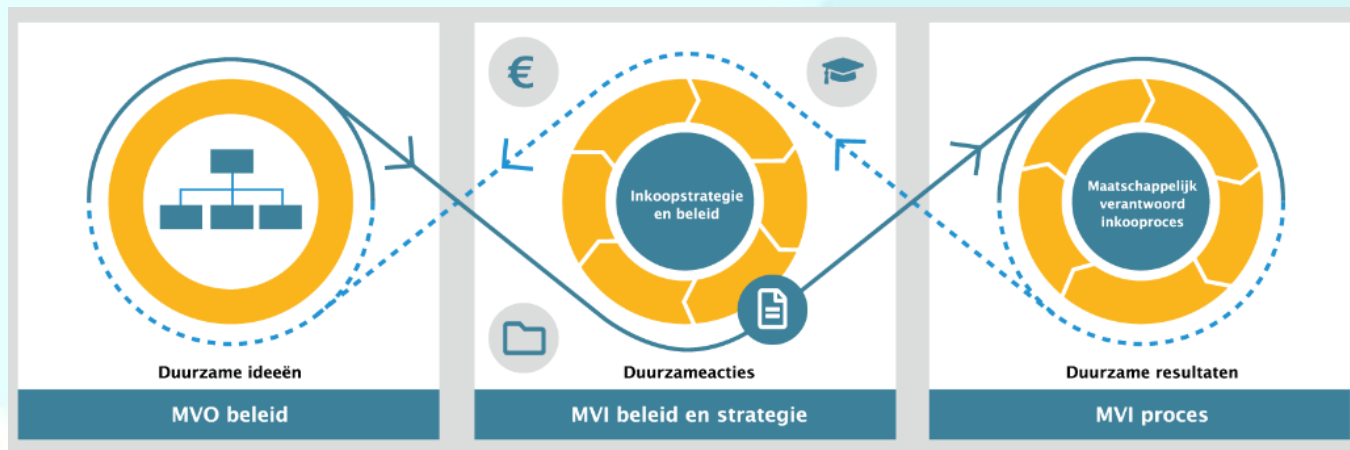 €
Inkoopstrategie
en beleid
Maatschappelijk
verantwoord
inkooproces
Duurzame ideeën
Duurzameacties
Duurzame resultaten
MVO beleid
MVI beleid en strategie
MVI proces